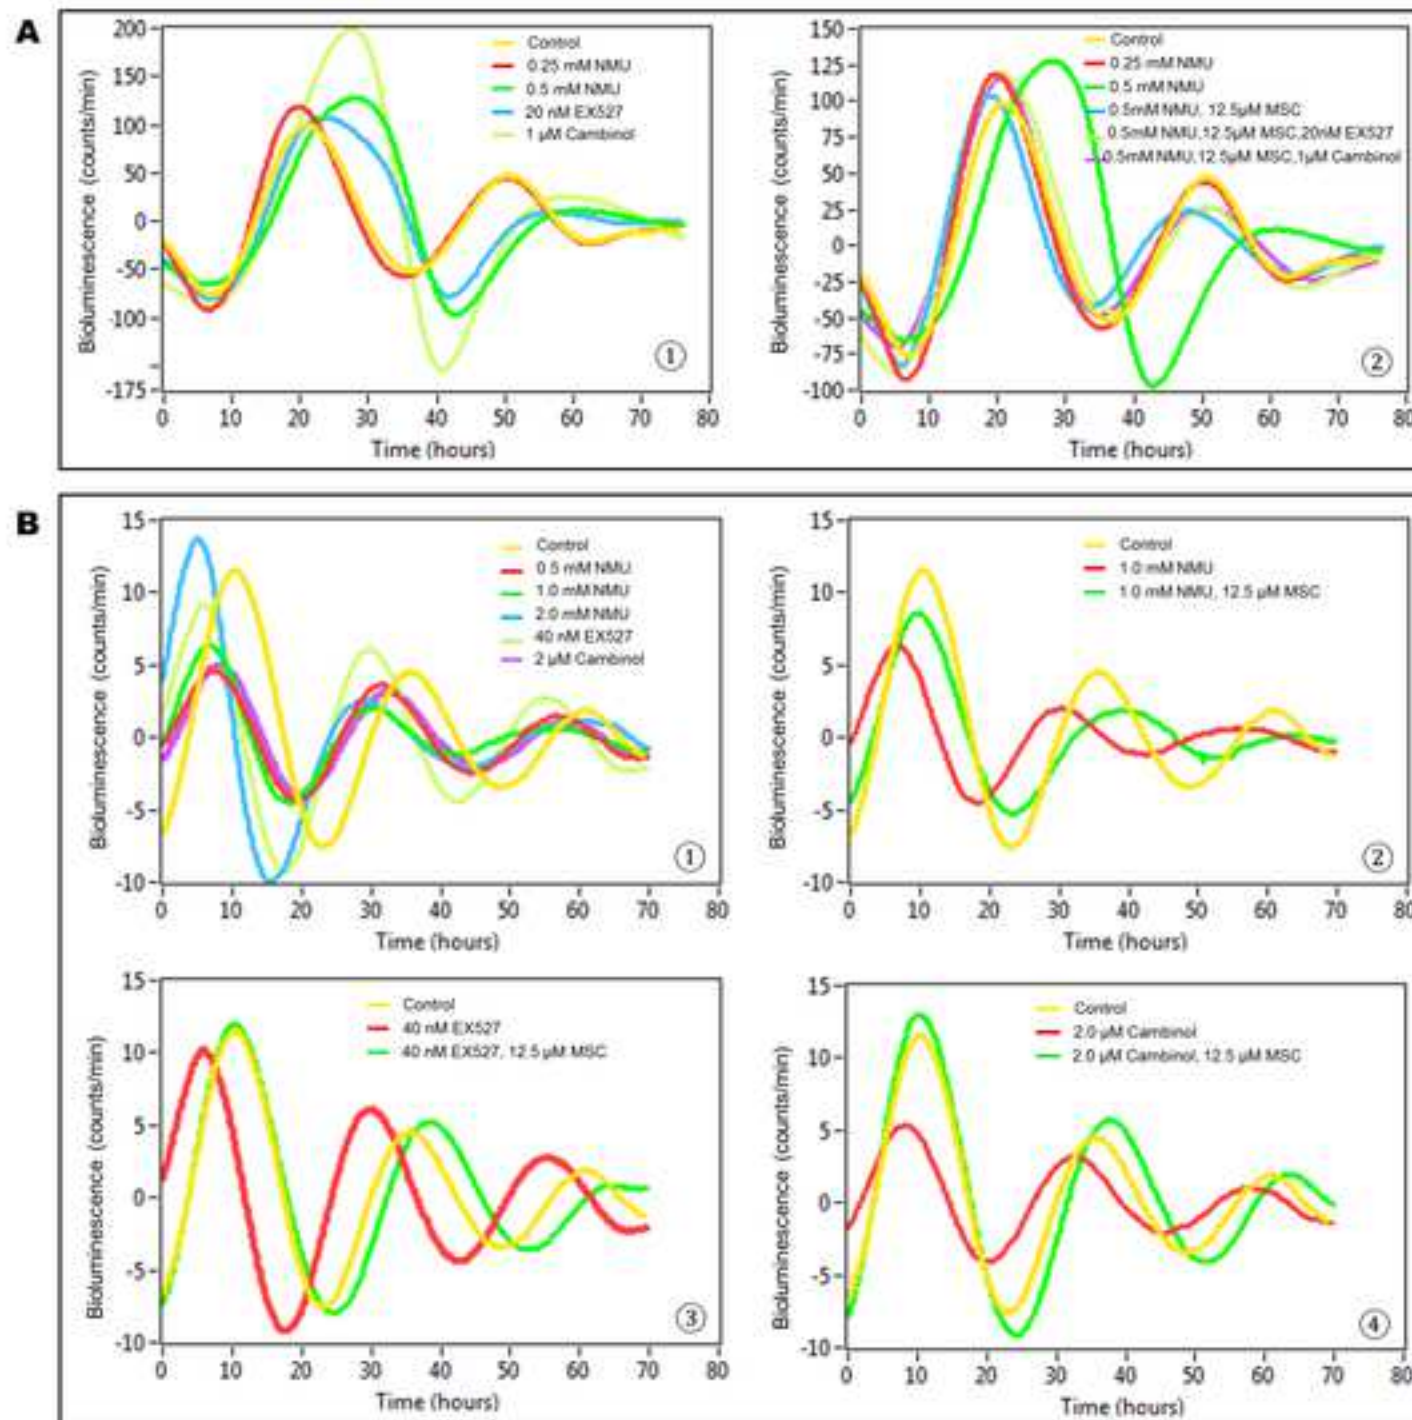 A
Bioluminescence (counts/min)
200
150
100
50
0
-50
-100
-175
0 10 20 30 40 50 60 70 80
Time (hours)
Control
0.25 mM NMU
0.5 mM NMU
20 nM EX527
1 µM Cambinol
①
Bioluminescence (counts/min)
150
125
100
75
50
25
0
-25
-50
-75
-100
0 10 20 30 40 50 60 70 80
Time (hours)
Control
0.25 mM NMU
0.5 mM NMU
0.5mM NMU, 12.5µM MSC
0.5mM NMU,12.5µM MSC,20nM EX527
0.5mM NMU,12.5µM MSC,1µM Cambinol
②
B
Bioluminescence (counts/min)
15
10
5
0
-5
-10
0 10 20 30 40 50 60 70 80
Time (hours)
Control
0.5 mM NMU
1.0 mM NMU
2.0 mM NMU
40 nM EX527
2 µM Cambinol
①
Bioluminescence (counts/min)
15
10
5
0
-5
-10
0 10 20 30 40 50 60 70 80
Time (hours)
Control
1.0 mM NMU
1.0 mM NMU, 12.5 µM MSC
②
Bioluminescence (counts/min)
15
10
5
0
-5
-10
0 10 20 30 40 50 60 70 80
Time (hours)
Control
40 nM EX527
40 nM EX527, 12.5 µM MSC
③
Bioluminescence (counts/min)
15
10
5
0
-5
-10
0 10 20 30 40 50 60 70 80
Time (hours)
Control
2.0 µM Cambinol
2.0 µM Cambinol, 12.5 µM MSC
④